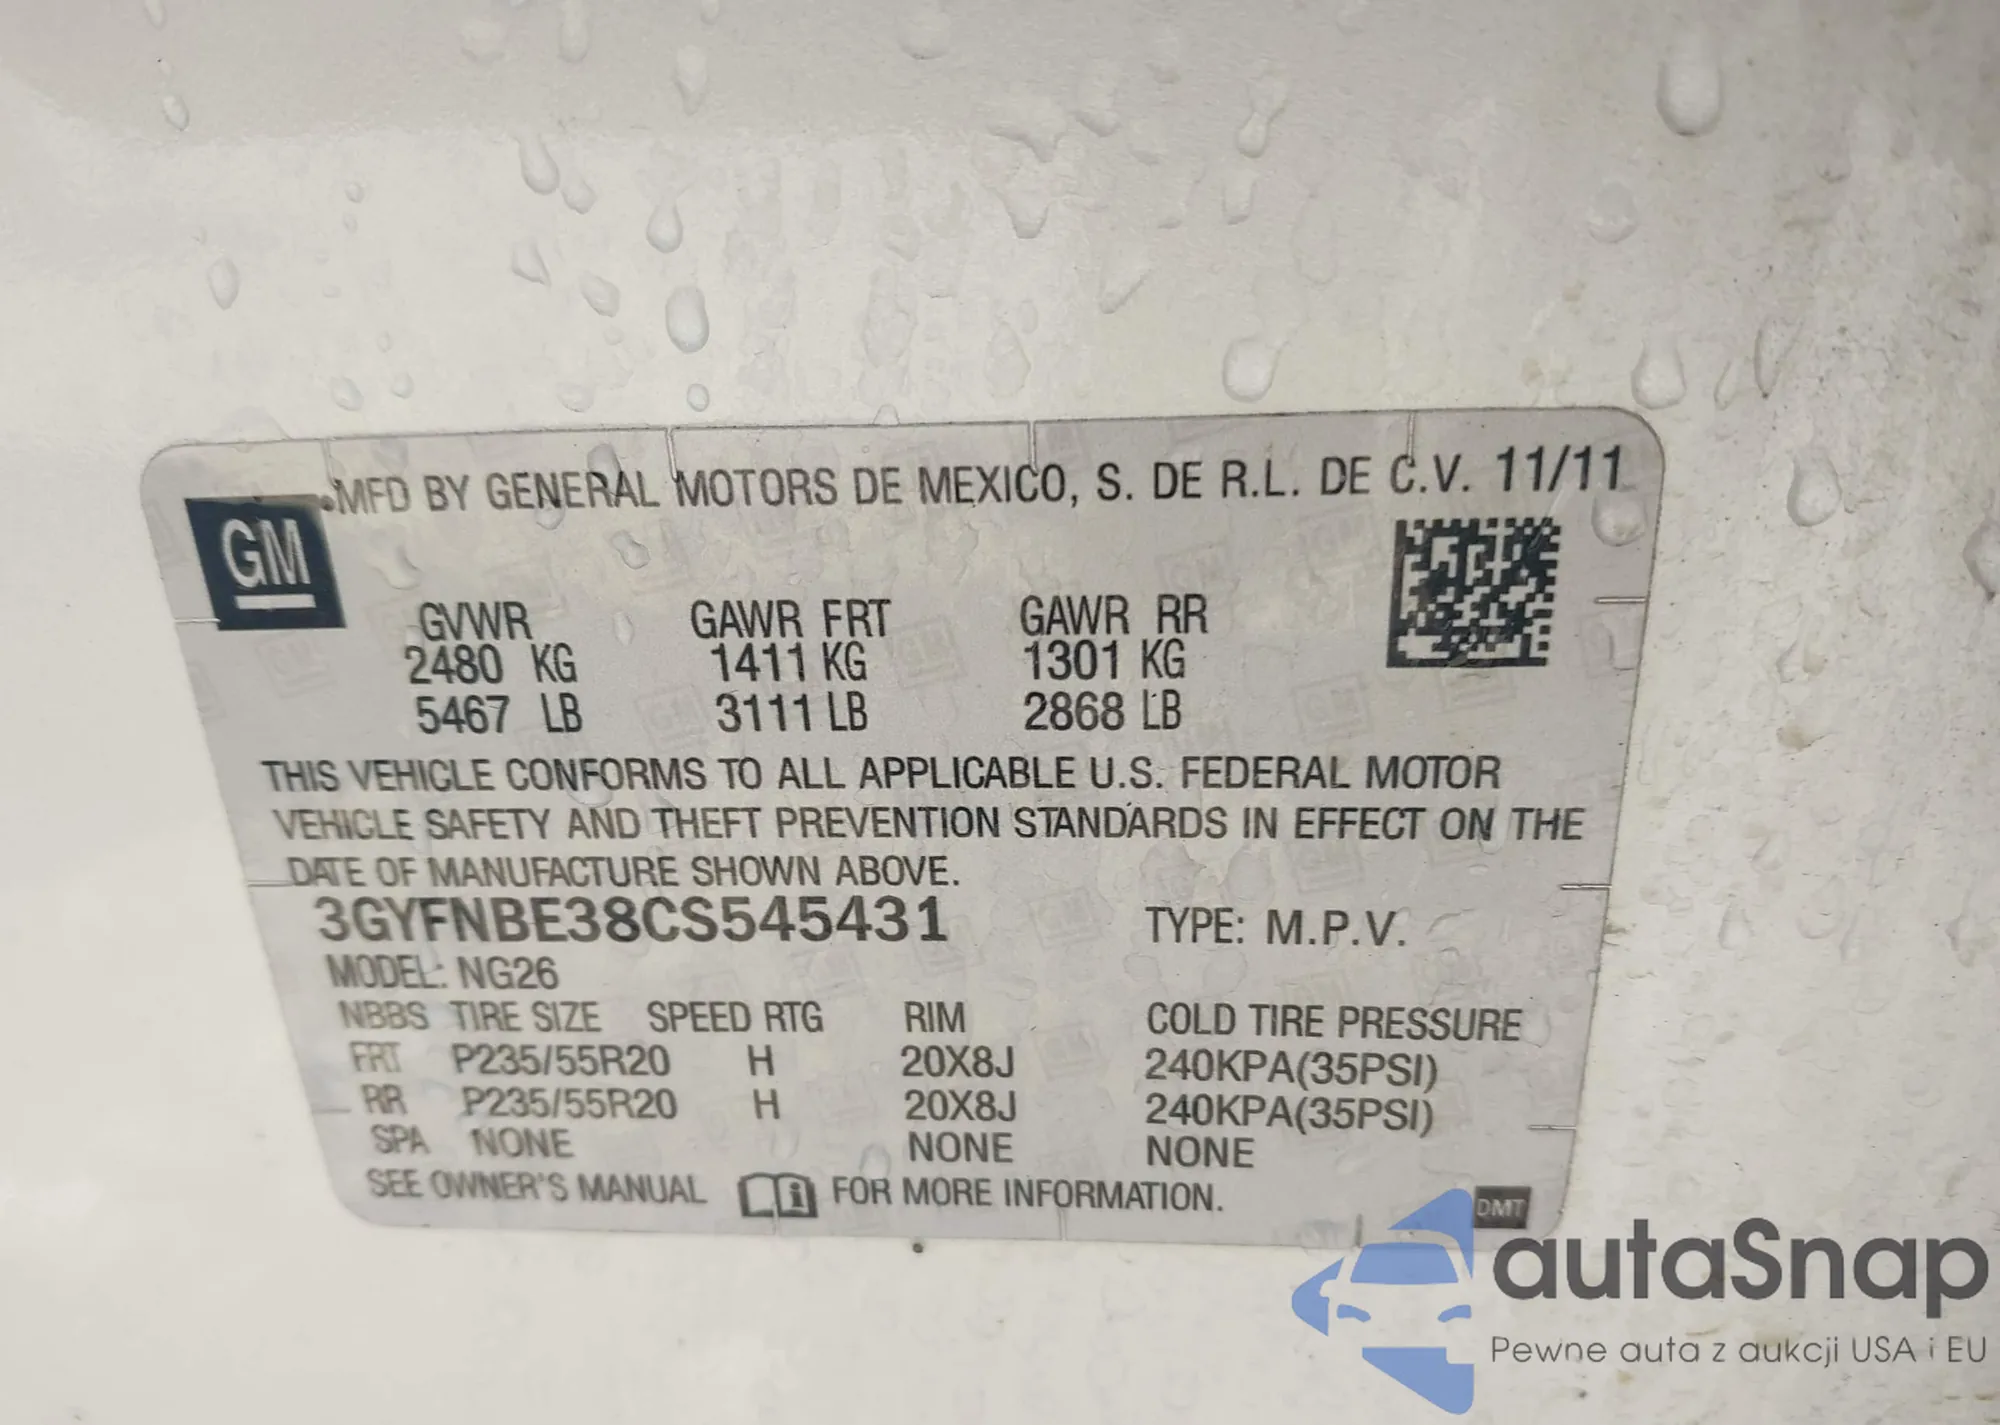 MFD BY GENERAL MOTORS DE MEXICO, S. DE R.L. DE C.V. 11/11
GM
GVWR GAWR FRT GAWR RR
2480 KG 1411 KG 1301 KG
5467 LB 3111 LB 2868 LB
THIS VEHICLE CONFORMS TO ALL APPLICABLE U.S. FEDERAL MOTOR
VEHICLE SAFETY AND THEFT PREVENTION STANDARDS IN EFFECT ON THE
DATE OF MANUFACTURE SHOWN ABOVE.
3GYFNBE38CS545431 TYPE: M.P.V.
MODEL: NG26
NBBS TIRE SIZE SPEED RTG RIM COLD TIRE PRESSURE
FRT P235/55R20 H 20X8J 240KPA(35PSI)
RR P235/55R20 H 20X8J 240KPA(35PSI)
SPA NONE NONE NONE
SEE OWNER'S MANUAL i FOR MORE INFORMATION.
DMT
autaSnap
Pewne auta z aukcji USA i EU